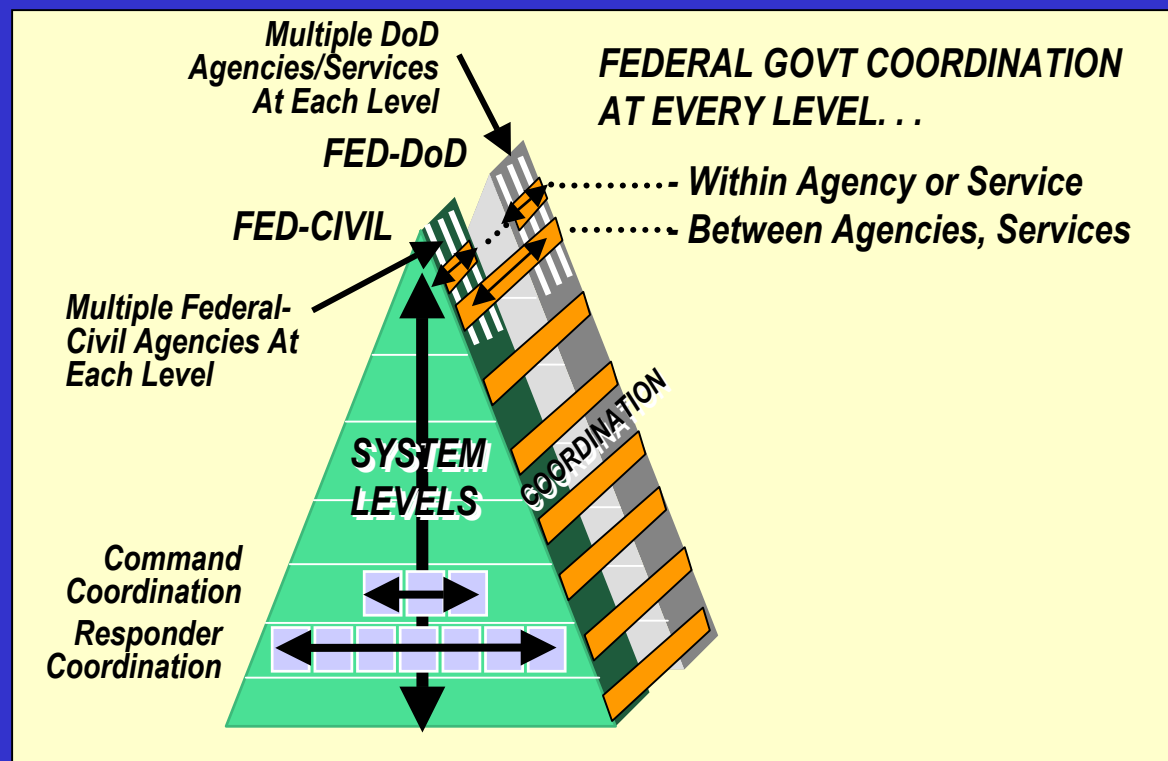 Multiple DoD
Agencies/Services
At Each Level
FEDERAL GOVT COORDINATION
AT EVERY LEVEL. . .
FED-DoD
- Within Agency or Service
FED-CIVIL
- Between Agencies, Services
Multiple Federal-
Civil Agencies At
Each Level
SYSTEM
LEVELS
COORDINATION
Command
Coordination
Responder
Coordination